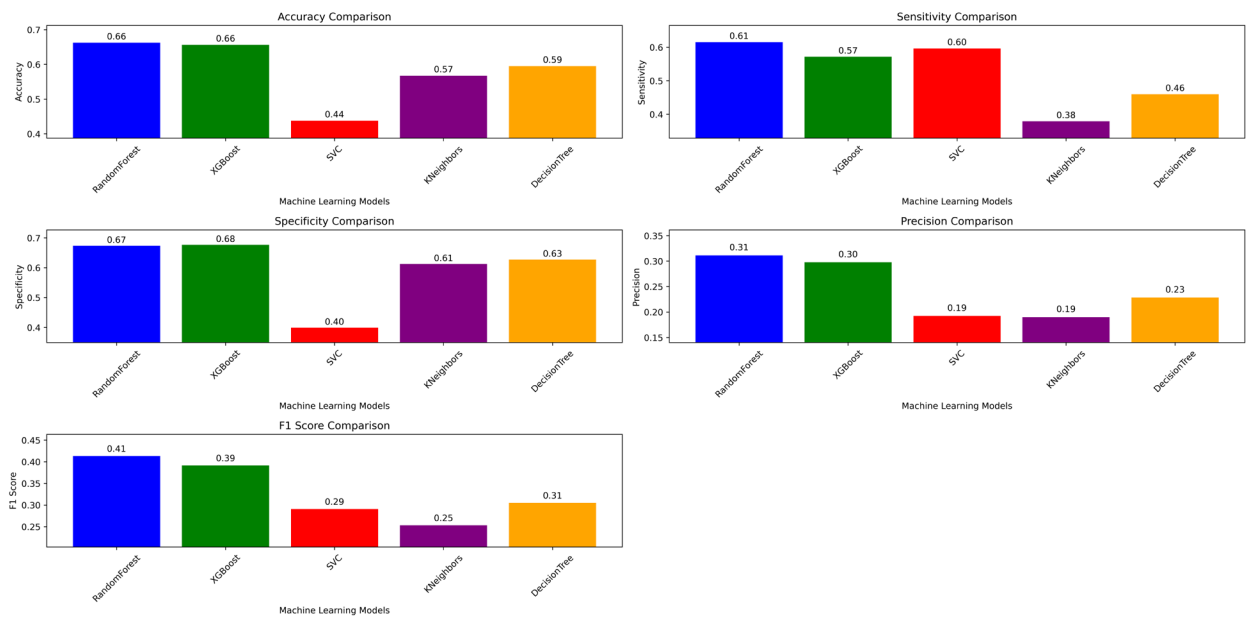 Accuracy Comparison
Accuracy
0.7
0.6
0.5
0.4
0.66
0.66
0.44
0.57
0.59
RandomForest
XGBoost
SVC
KNeighbors
DecisionTree
Machine Learning Models
Sensitivity Comparison
Sensitivity
0.6
0.5
0.4
0.61
0.57
0.60
0.38
0.46
RandomForest
XGBoost
SVC
KNeighbors
DecisionTree
Machine Learning Models
Specificity Comparison
Specificity
0.7
0.6
0.5
0.4
0.67
0.68
0.40
0.61
0.63
RandomForest
XGBoost
SVC
KNeighbors
DecisionTree
Machine Learning Models
Precision Comparison
Precision
0.35
0.30
0.25
0.20
0.15
0.31
0.30
0.19
0.19
0.23
RandomForest
XGBoost
SVC
KNeighbors
DecisionTree
Machine Learning Models
F1 Score Comparison
F1 Score
0.45
0.40
0.35
0.30
0.25
0.41
0.39
0.29
0.25
0.31
RandomForest
XGBoost
SVC
KNeighbors
DecisionTree
Machine Learning Models